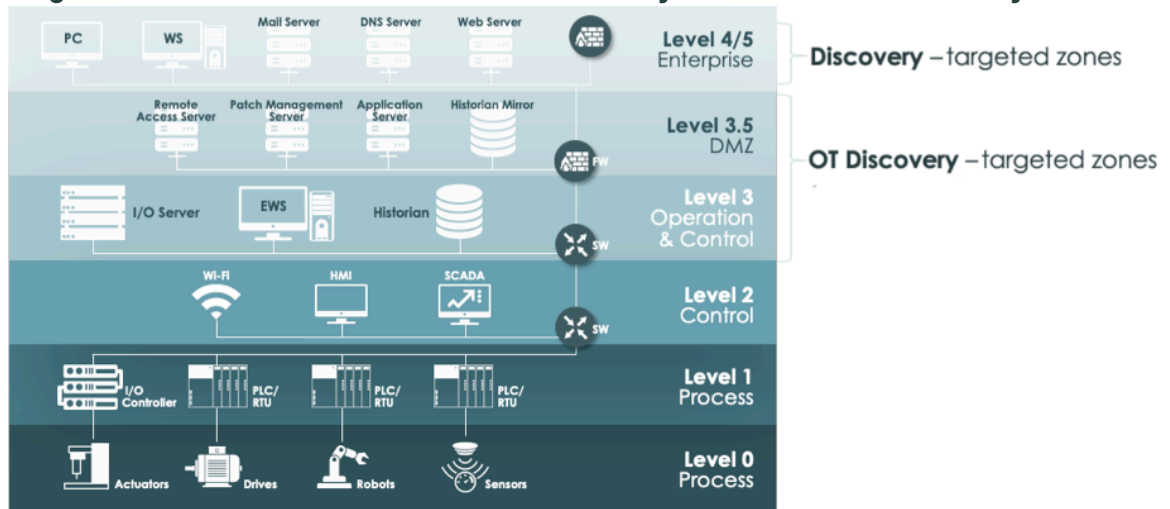 PC
WS
Mail Server
DNS Server
Web Server
Level 4/5
Enterprise
Discovery – targeted zones
Remote
Access Server
Patch Management
Server
Application
Server
Historian Mirror
FW
Level 3.5
DMZ
OT Discovery – targeted zones
I/O Server
EWS
Historian
SW
Level 3
Operation
& Control
Wi-Fi
HMI
SCADA
SW
Level 2
Control
I/O
Controller
PLC/
RTU
PLC/
RTU
PLC/
RTU
Level 1
Process
Actuators
Drives
Robots
Sensors
Level 0
Process